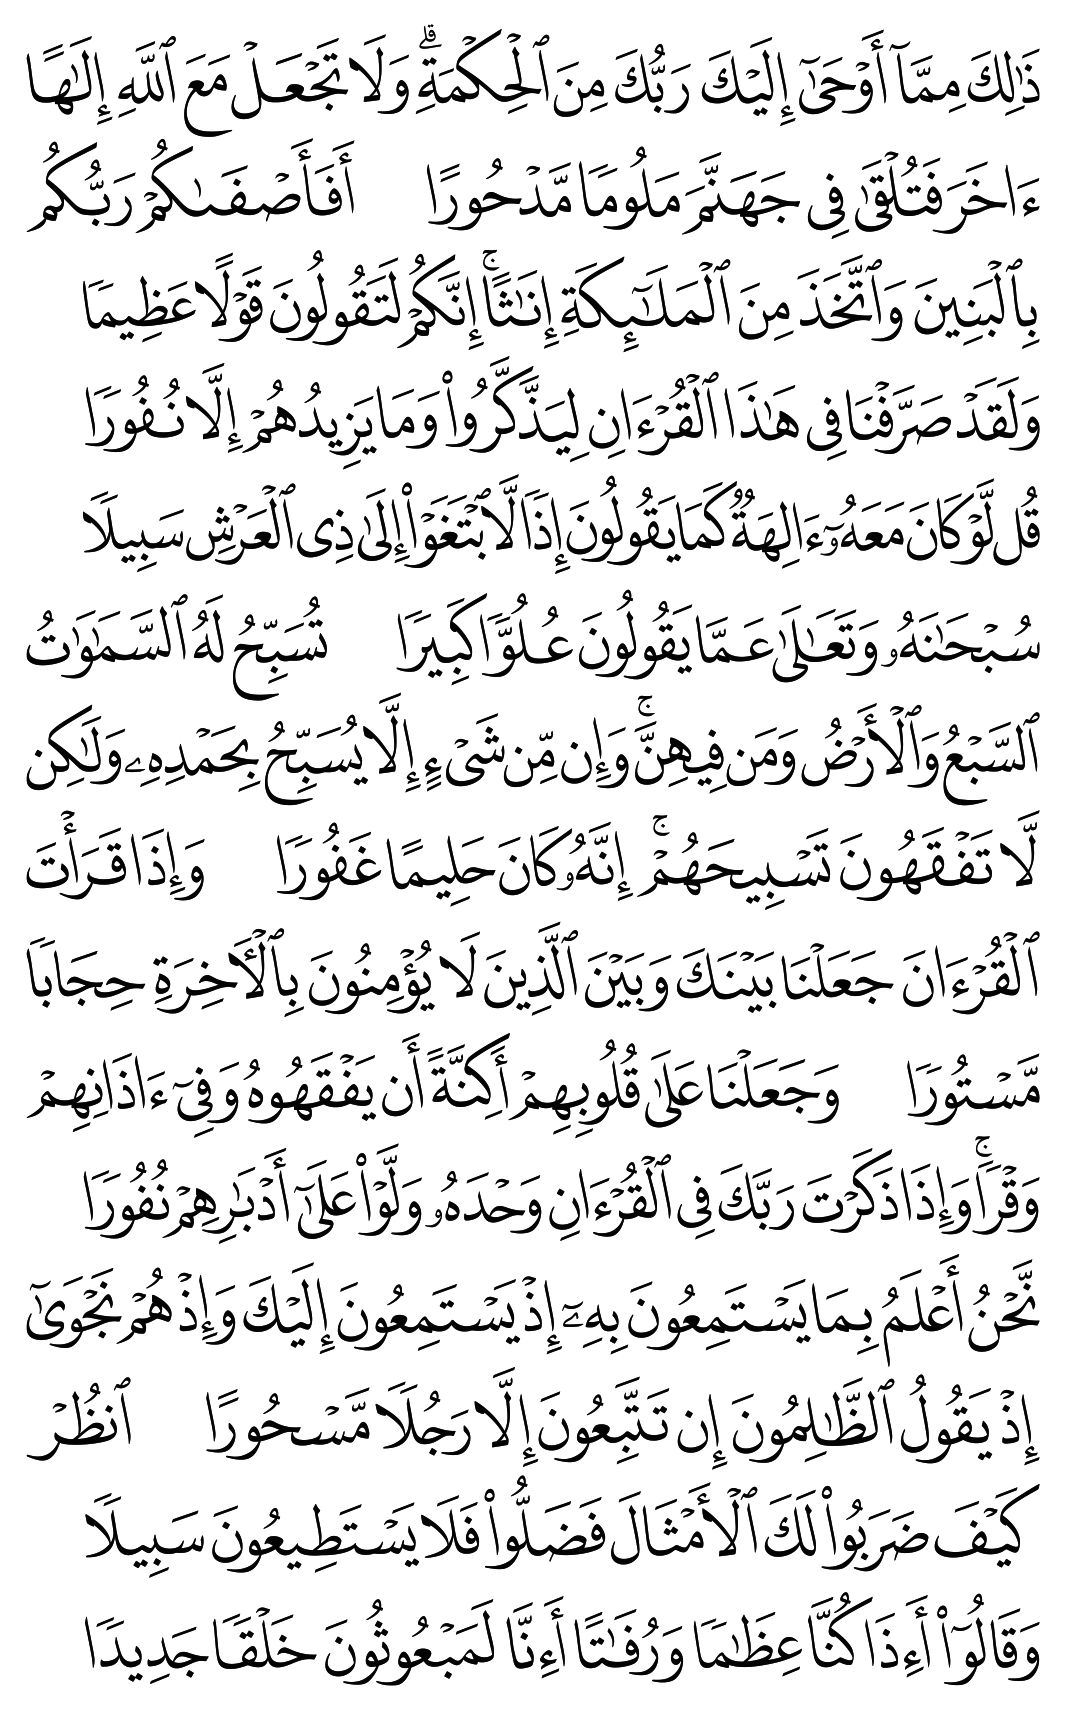 ذَٰلِكَ مِمَّآ أَوۡحَىٰٓ إِلَيۡكَ رَبُّكَ مِنَ ٱلۡحِكۡمَةِۗ وَلَا تَجۡعَلۡ مَعَ ٱللَّهِ إِلَٰهًا
ءَاخَرَ فَتُلۡقَىٰ فِي جَهَنَّمَ مَلُومٗا مَّدۡحُورًا أَفَأَصۡفَىٰكُمۡ رَبُّكُم
بِٱلۡبَنِينَ وَٱتَّخَذَ مِنَ ٱلۡمَلَٰٓئِكَةِ إِنَٰثًاۚ إِنَّكُمۡ لَتَقُولُونَ قَوۡلًا عَظِيمٗا
وَلَقَدۡ صَرَّفۡنَا فِي هَٰذَا ٱلۡقُرۡءَانِ لِيَذَّكَّرُواْ وَمَا يَزِيدُهُمۡ إِلَّا نُفُورٗا
قُل لَّوۡ كَانَ مَعَهُۥٓ ءَالِهَةٞ كَمَا يَقُولُونَ إِذٗا لَّٱبۡتَغَوۡاْ إِلَىٰ ذِي ٱلۡعَرۡشِ سَبِيلٗا
سُبۡحَٰنَهُۥ وَتَعَٰلَىٰ عَمَّا يَقُولُونَ عُلُوّٗا كَبِيرٗا تُسَبِّحُ لَهُ ٱلسَّمَٰوَٰتُ
ٱلسَّبۡعُ وَٱلۡأَرۡضُ وَمَن فِيهِنَّۚ وَإِن مِّن شَيۡءٍ إِلَّا يُسَبِّحُ بِحَمۡدِهِۦ وَلَٰكِن
لَّا تَفۡقَهُونَ تَسۡبِيحَهُمۡۚ إِنَّهُۥ كَانَ حَلِيمًا غَفُورٗا وَإِذَا قَرَأۡتَ
ٱلۡقُرۡءَانَ جَعَلۡنَا بَيۡنَكَ وَبَيۡنَ ٱلَّذِينَ لَا يُؤۡمِنُونَ بِٱلۡأٓخِرَةِ حِجَابٗا
مَّسۡتُورٗا وَجَعَلۡنَا عَلَىٰ قُلُوبِهِمۡ أَكِنَّةً أَن يَفۡقَهُوهُ وَفِيٓ ءَاذَانِهِمۡ
وَقۡرٗاۚ وَإِذَا ذَكَرۡتَ رَبَّكَ فِي ٱلۡقُرۡءَانِ وَحۡدَهُۥ وَلَّوۡاْ عَلَىٰٓ أَدۡبَٰرِهِمۡ نُفُورٗا
نَّحۡنُ أَعۡلَمُ بِمَا يَسۡتَمِعُونَ بِهِۦٓ إِذۡ يَسۡتَمِعُونَ إِلَيۡكَ وَإِذۡ هُمۡ نَجۡوَىٰٓ
إِذۡ يَقُولُ ٱلظَّٰلِمُونَ إِن تَتَّبِعُونَ إِلَّا رَجُلٗا مَّسۡحُورًا ٱنظُرۡ
كَيۡفَ ضَرَبُواْ لَكَ ٱلۡأَمۡثَالَ فَضَلُّواْ فَلَا يَسۡتَطِيعُونَ سَبِيلٗا
وَقَالُوٓاْ أَءِذَا كُنَّا عِظَٰمٗا وَرُفَٰتًا أَءِنَّا لَمَبۡعُوثُونَ خَلۡقٗا جَدِيدٗا